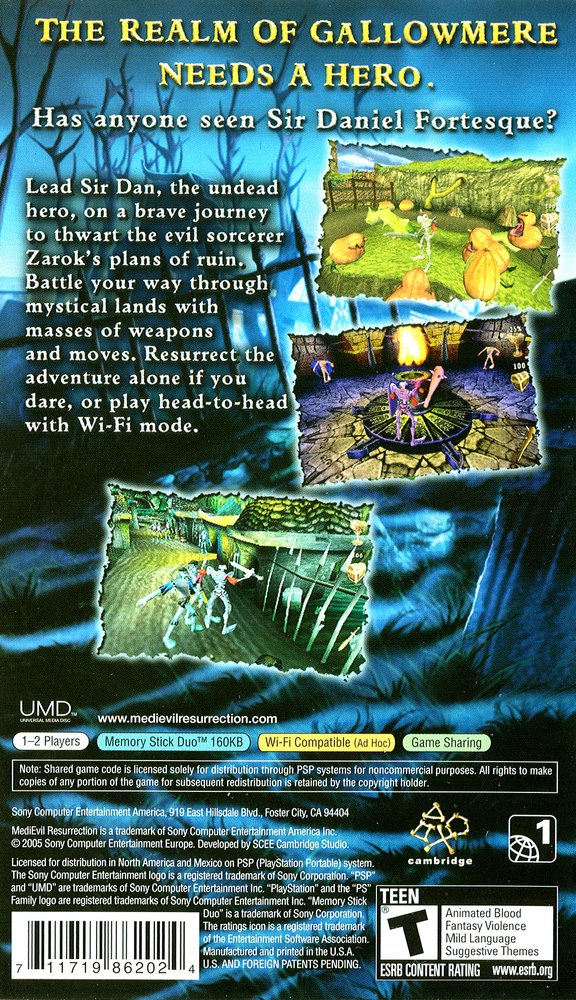 THE REALM OF GALLOWMERE
NEEDS A HERO.
Has anyone seen Sir Daniel Fortesque?
Lead Sir Dan, the undead
hero, on a brave journey
to thwart the evil sorcerer
Zarok's plans of ruin.
Battle your way through
mystical lands with
masses of weapons
and moves. Resurrect the
adventure alone if you
dare, or play head-to-head
with Wi-Fi mode.
UMD™
UNIVERSAL MEDIA DISC
www.medievilresurrection.com
1–2 Players
Memory Stick Duo™ 160KB
Wi-Fi Compatible (Ad Hoc)
Game Sharing
Note: Shared game code is licensed solely for distribution through PSP systems for noncommercial purposes. All rights to make
copies of any portion of the game for subsequent redistribution is retained by the copyright holder.
Sony Computer Entertainment America, 919 East Hillsdale Blvd., Foster City, CA 94404
MediEvil Resurrection is a trademark of Sony Computer Entertainment America Inc.
© 2005 Sony Computer Entertainment Europe. Developed by SCEE Cambridge Studio.
cambridge
1
Licensed for distribution in North America and Mexico on PSP (PlayStation Portable) system.
The Sony Computer Entertainment logo is a registered trademark of Sony Corporation. "PSP"
and "UMD" are trademarks of Sony Computer Entertainment Inc. "PlayStation" and the "PS"
Family logo are registered trademarks of Sony Computer Entertainment Inc. "Memory Stick
Duo" is a trademark of Sony Corporation.
The ratings icon is a registered trademark
of the Entertainment Software Association.
Manufactured and printed in the U.S.A.
U.S. AND FOREIGN PATENTS PENDING.
7 11719 86202 4
TEEN
T
®
Animated Blood
Fantasy Violence
Mild Language
Suggestive Themes
ESRB CONTENT RATING www.esrb.org